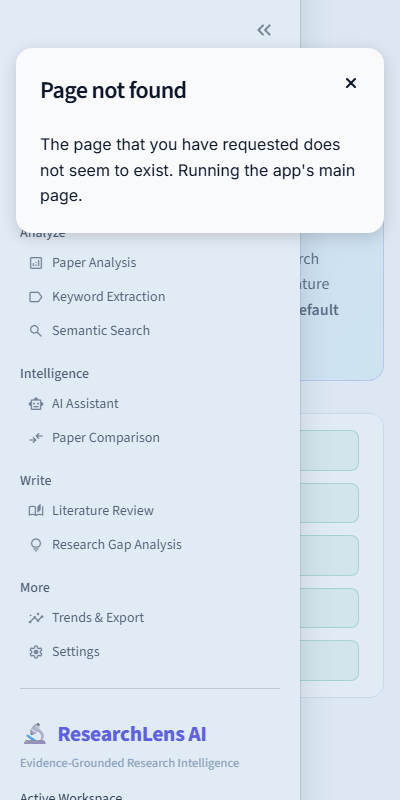 Page not found
The page that you have requested does
not seem to exist. Running the app's main
page.
Analyze
Paper Analysis
Keyword Extraction
Semantic Search
Intelligence
AI Assistant
Paper Comparison
Write
Literature Review
Research Gap Analysis
More
Trends & Export
Settings
ResearchLens AI
Evidence-Grounded Research Intelligence
Active Workspace